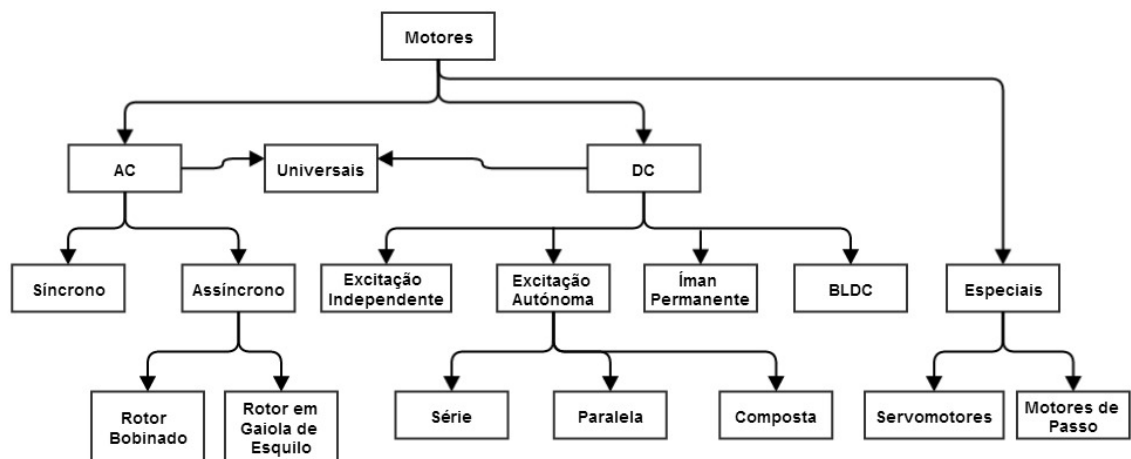 Motores
AC
Universais
DC
Síncrono
Assíncrono
Excitação
Independente
Excitação
Autónoma
Íman
Permanente
BLDC
Especiais
Rotor
Bobinado
Rotor em
Gaiola de
Esquilo
Série
Paralela
Composta
Servomotores
Motores de
Passo